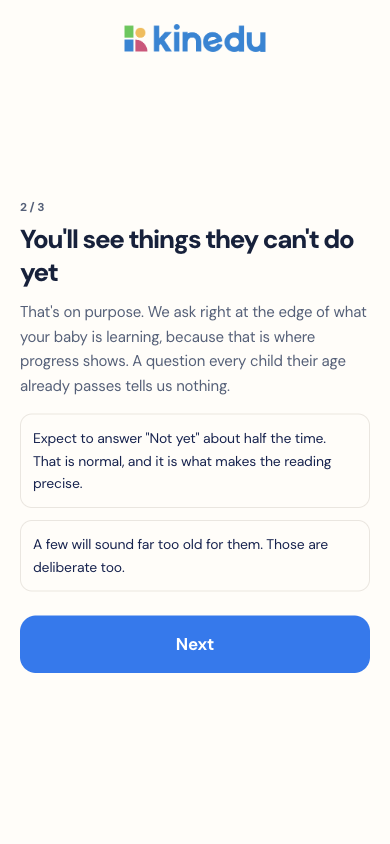 kinedu
2 / 3
You'll see things they can't do
yet
That's on purpose. We ask right at the edge of what
your baby is learning, because that is where
progress shows. A question every child their age
already passes tells us nothing.
Expect to answer "Not yet" about half the time.
That is normal, and it is what makes the reading
precise.
A few will sound far too old for them. Those are
deliberate too.
Next